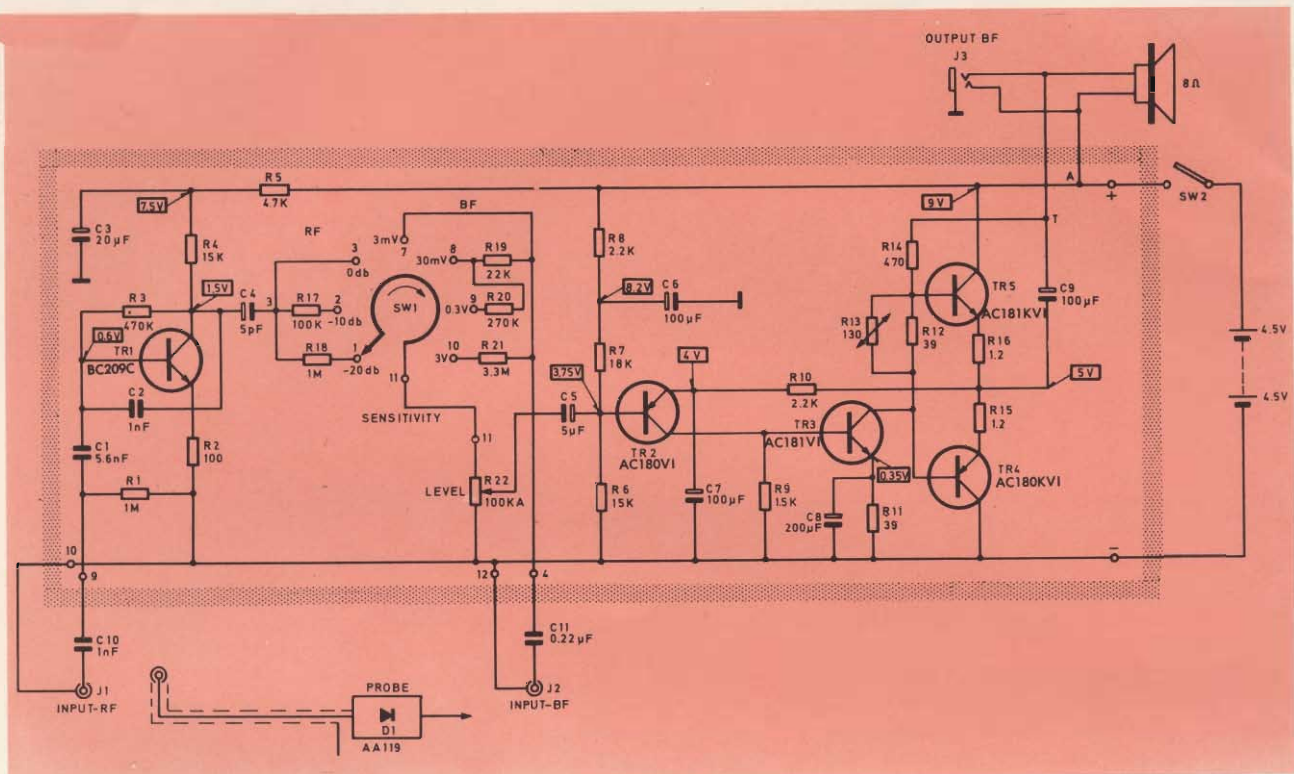 OUTPUT BF
J3
8Ω
A
+
SW2
4.5V
4.5V
7.5V
R5
4.7K
C3
20µF
R4
15K
RF
BF
3mV
7
3
0db
8
30mV
R19
22K
R8
2.2K
8.2V
C6
100µF
9V
R14
470
T
TR5
AC181KVI
C9
100µF
R3
470K
1,5V
C4
5pF
3
R17
100K
2
-10db
SW1
9
0.3V
R20
270K
0.6V
TR1
BC209C
R18
1M
1
-20db
10
3V
R21
3.3M
R7
18K
R13
130
R12
39
R16
1.2
4V
5V
11
SENSITIVITY
C2
1nF
C5
5µF
3,75V
R10
2.2K
TR2
AC180VI
TR3
AC181VI
R15
1.2
C1
5.6nF
R2
100
11
LEVEL
R22
100KA
R6
15K
C7
100µF
R9
1.5K
0.35V
TR4
AC180KVI
R1
1M
C8
200µF
R11
39
10
9
12
4
–
C10
1nF
C11
0.22µF
J1
INPUT-RF
PROBE
D1
AA119
J2
INPUT-BF